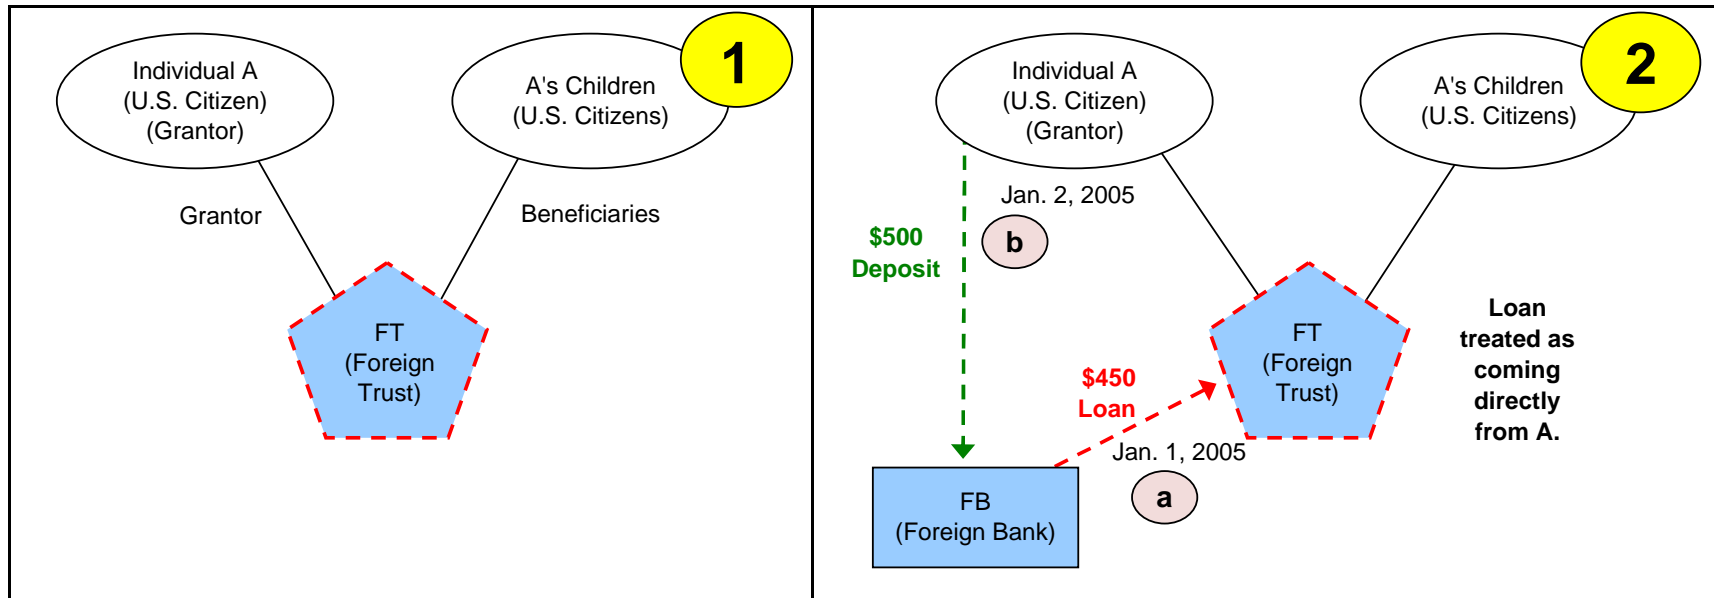 Individual A
(U.S. Citizen)
(Grantor)
A's Children
(U.S. Citizens)
1
Grantor
Beneficiaries
FT
(Foreign
Trust)
Individual A
(U.S. Citizen)
(Grantor)
A's Children
(U.S. Citizens)
2
Jan. 2, 2005
b
$500
Deposit
FT
(Foreign
Trust)
Loan
treated as
coming
directly
from A.
$450
Loan
Jan. 1, 2005
a
FB
(Foreign Bank)